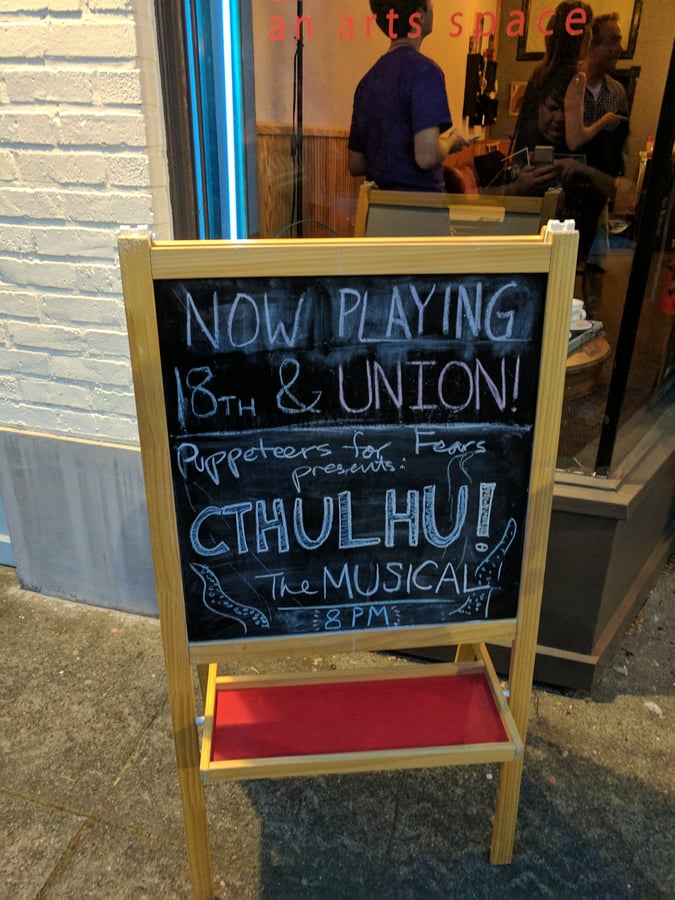 an arts space
NOW PLAYING
18TH & UNION!
Puppeteers for Fears
presents:
CTHULHU!
The MUSICAL!
8 PM